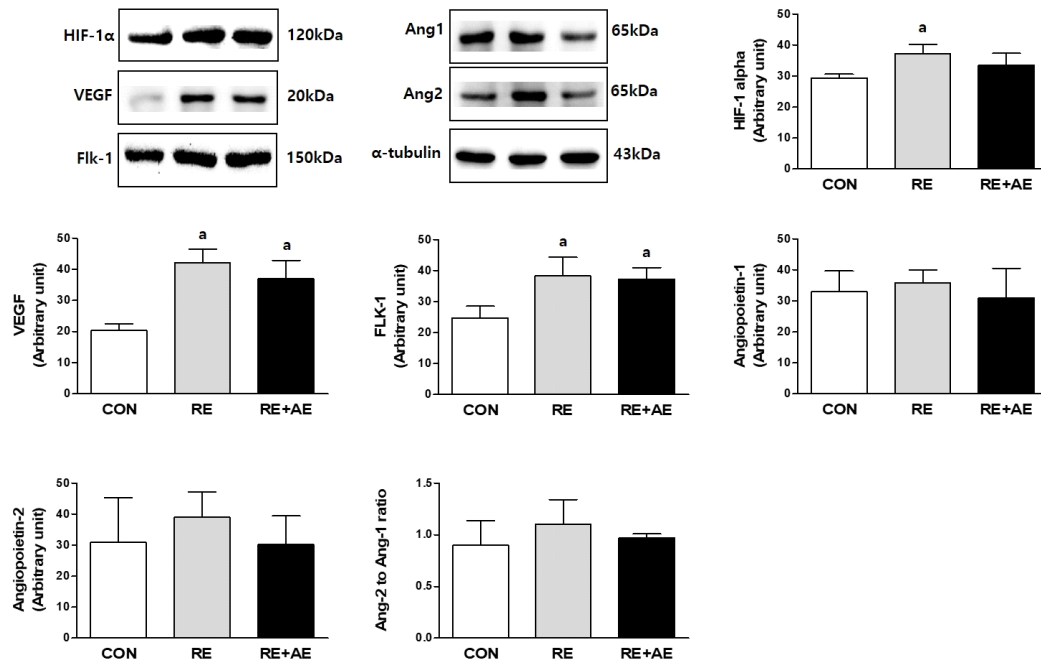 HIF-1α
120kDa
VEGF
20kDa
Flk-1
150kDa
Ang1
65kDa
Ang2
65kDa
α-tubulin
43kDa
HIF-1 alpha
(Arbitrary unit)
50
40
30
20
10
0
a
CON RE RE+AE
VEGF
(Arbitrary unit)
50
40
30
20
10
0
a
a
CON RE RE+AE
FLK-1
(Arbitrary unit)
50
40
30
20
10
0
a
a
CON RE RE+AE
Angiopoietin-1
(Arbitrary unit)
50
40
30
20
10
0
CON RE RE+AE
Angiopoietin-2
(Arbitrary unit)
50
40
30
20
10
0
CON RE RE+AE
Ang-2 to Ang-1 ratio
1.5
1.0
0.5
0.0
CON RE RE+AE